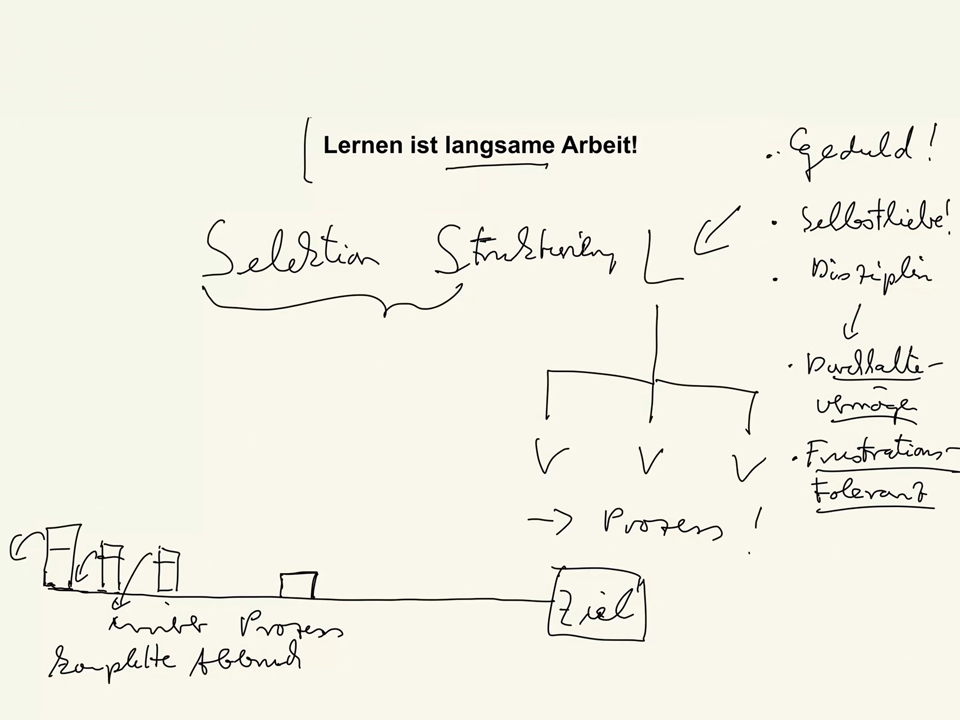 Lernen ist langsame Arbeit!
Selektion Strukturierung L
• Geduld!
• Selbstliebe!
• Disziplin
• Durchhalte-
vermögen
• Frustrations-
toleranz
V V V
→ Prozess!
Ziel
Prozess
komplette Abbruch